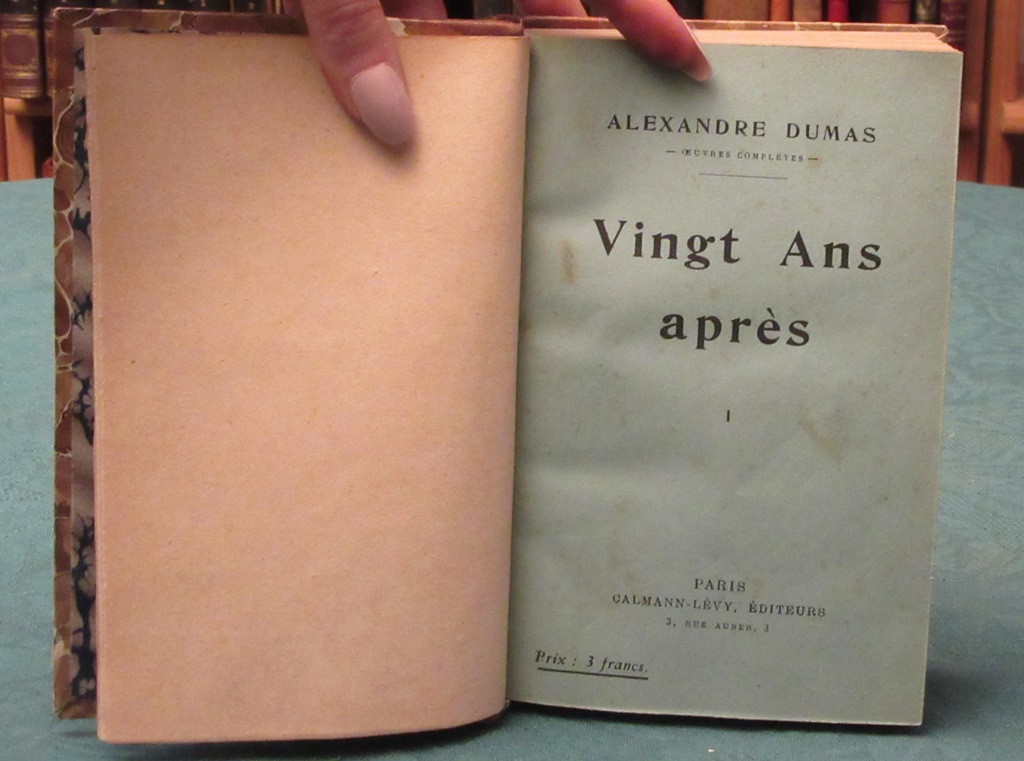 ALEXANDRE DUMAS
— ŒUVRES COMPLÈTES —
Vingt Ans
après
I
PARIS
CALMANN-LÉVY, ÉDITEURS
3, RUE AUBER, 3
Prix : 3 francs.